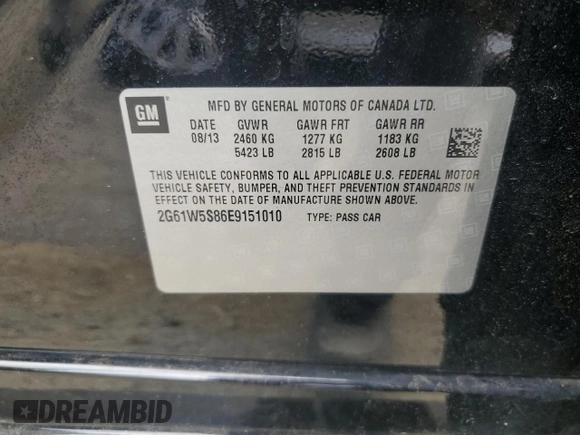 GM
MFD BY GENERAL MOTORS OF CANADA LTD.
DATE GVWR GAWR FRT GAWR RR
08/13 2460 KG 1277 KG 1183 KG
5423 LB 2815 LB 2608 LB
THIS VEHICLE CONFORMS TO ALL APPLICABLE U.S. FEDERAL MOTOR
VEHICLE SAFETY, BUMPER, AND THEFT PREVENTION STANDARDS IN
EFFECT ON THE DATE OF MANUFACTURE SHOWN ABOVE.
2G61W5S86E9151010 TYPE: PASS CAR
DREAMBID